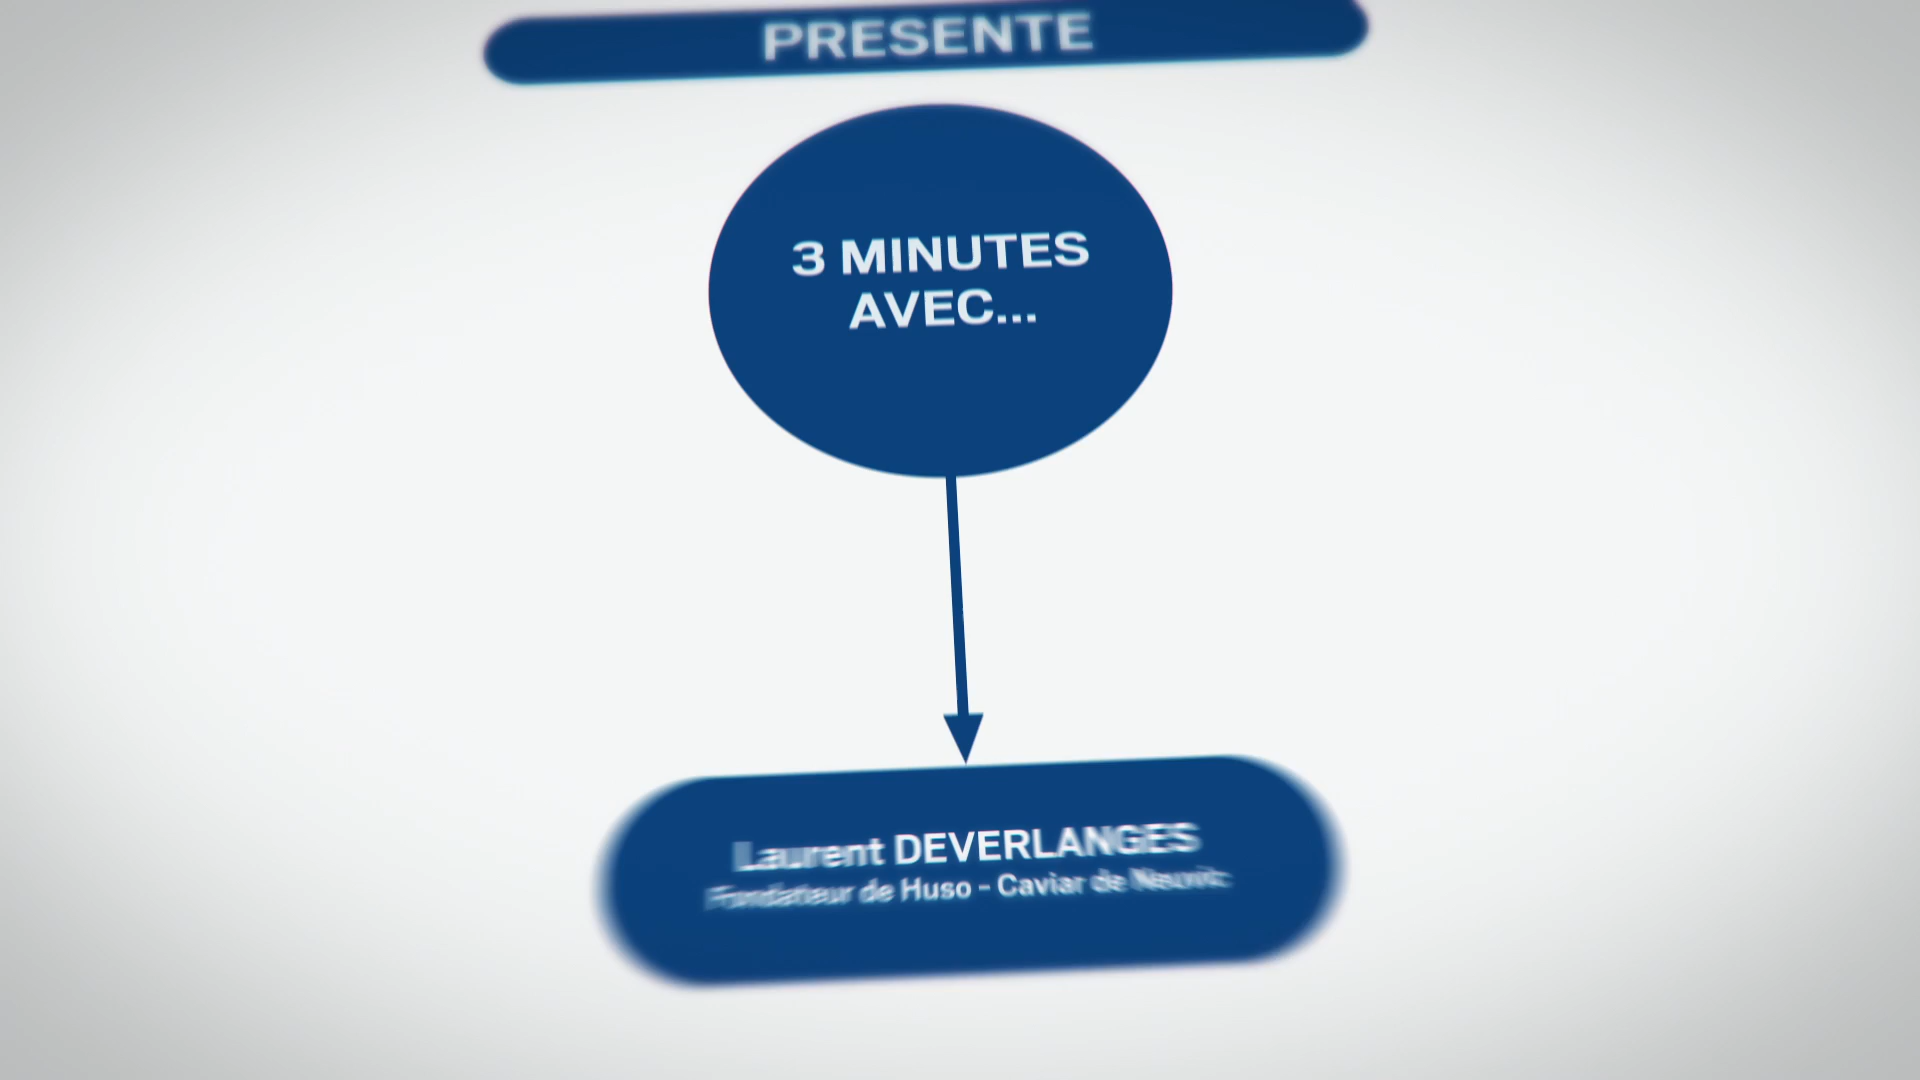 PRESENTE
3 MINUTES
AVEC...
Laurent DEVERLANGES
Fondateur de Huso - Caviar de Neuvic